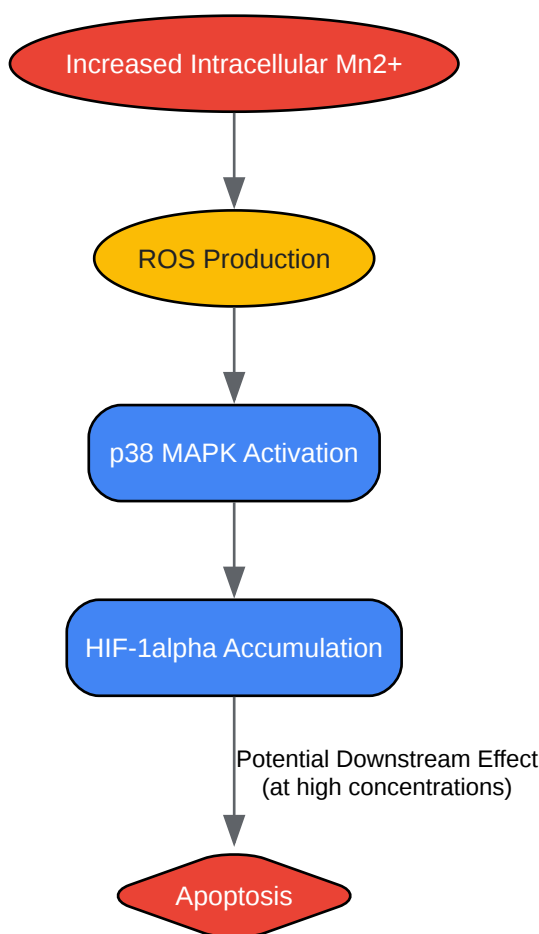 Increased Intracellular Mn2+
ROS Production
p38 MAPK Activation
HIF-1alpha Accumulation
Potential Downstream Effect
(at high concentrations)
Apoptosis